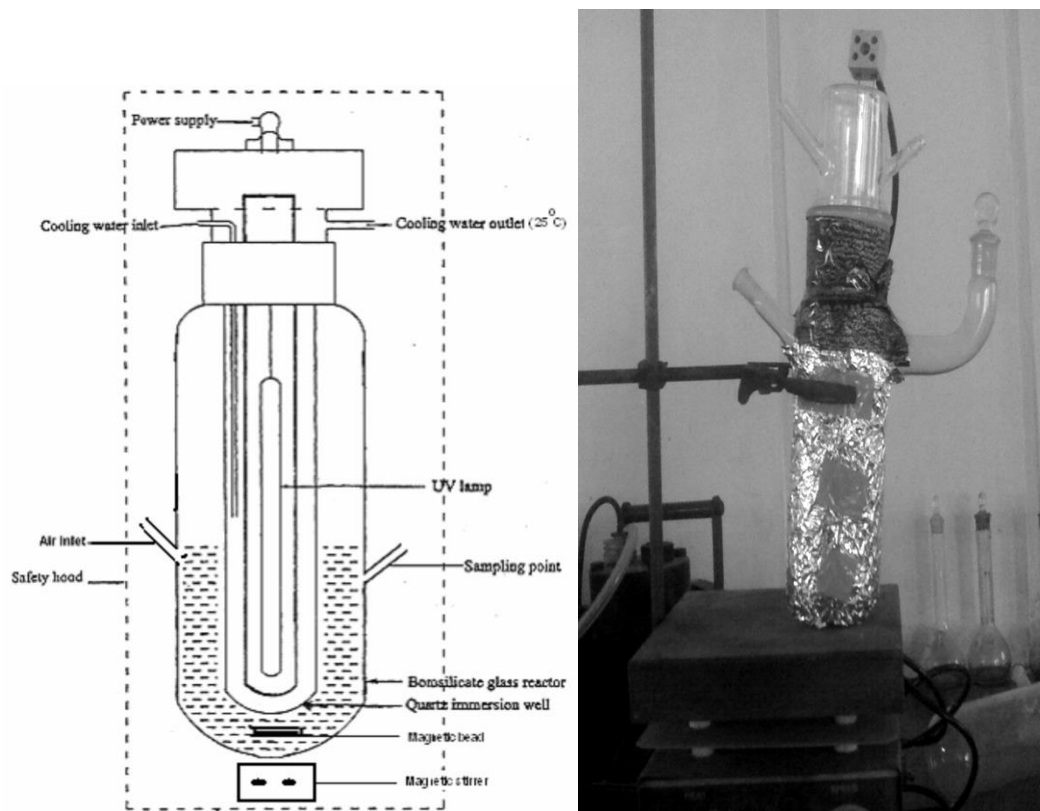 Power supply
Cooling water inlet
Cooling water outlet (25°C)
UV lamp
Air inlet
Safety hood
Sampling point
Borosilicate glass reactor
Quartz immersion well
Magnetic bead
Magnetic stirrer